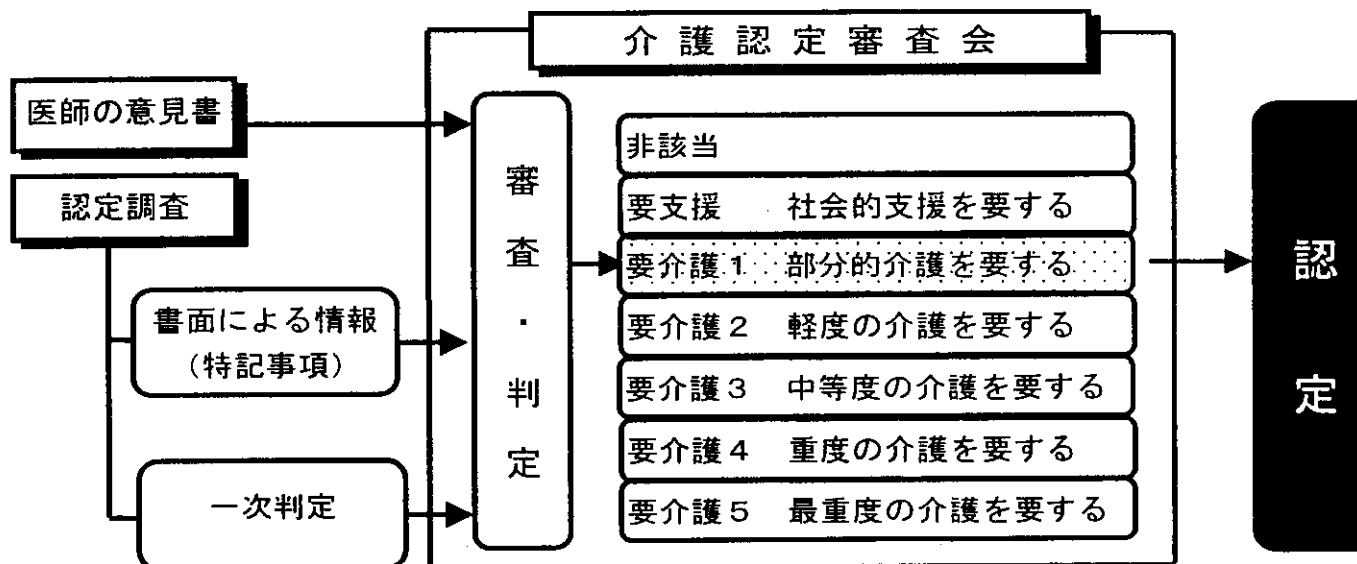 介護認定審査会
医師の意見書
認定調査
書面による情報
(特記事項)
一次判定
審査・判定
非該当
要支援 社会的支援を要する
要介護1 部分的介護を要する
要介護2 軽度の介護を要する
要介護3 中等度の介護を要する
要介護4 重度の介護を要する
要介護5 最重度の介護を要する
認定